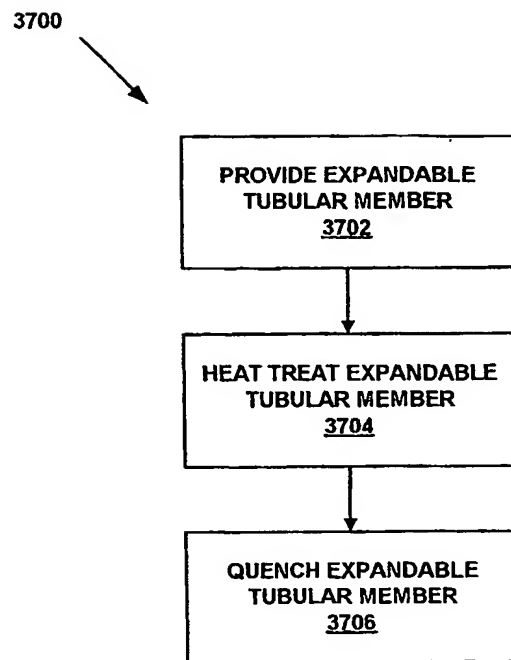 3700
PROVIDE EXPANDABLE
TUBULAR MEMBER
3702
HEAT TREAT EXPANDABLE
TUBULAR MEMBER
3704
QUENCH EXPANDABLE
TUBULAR MEMBER
3706